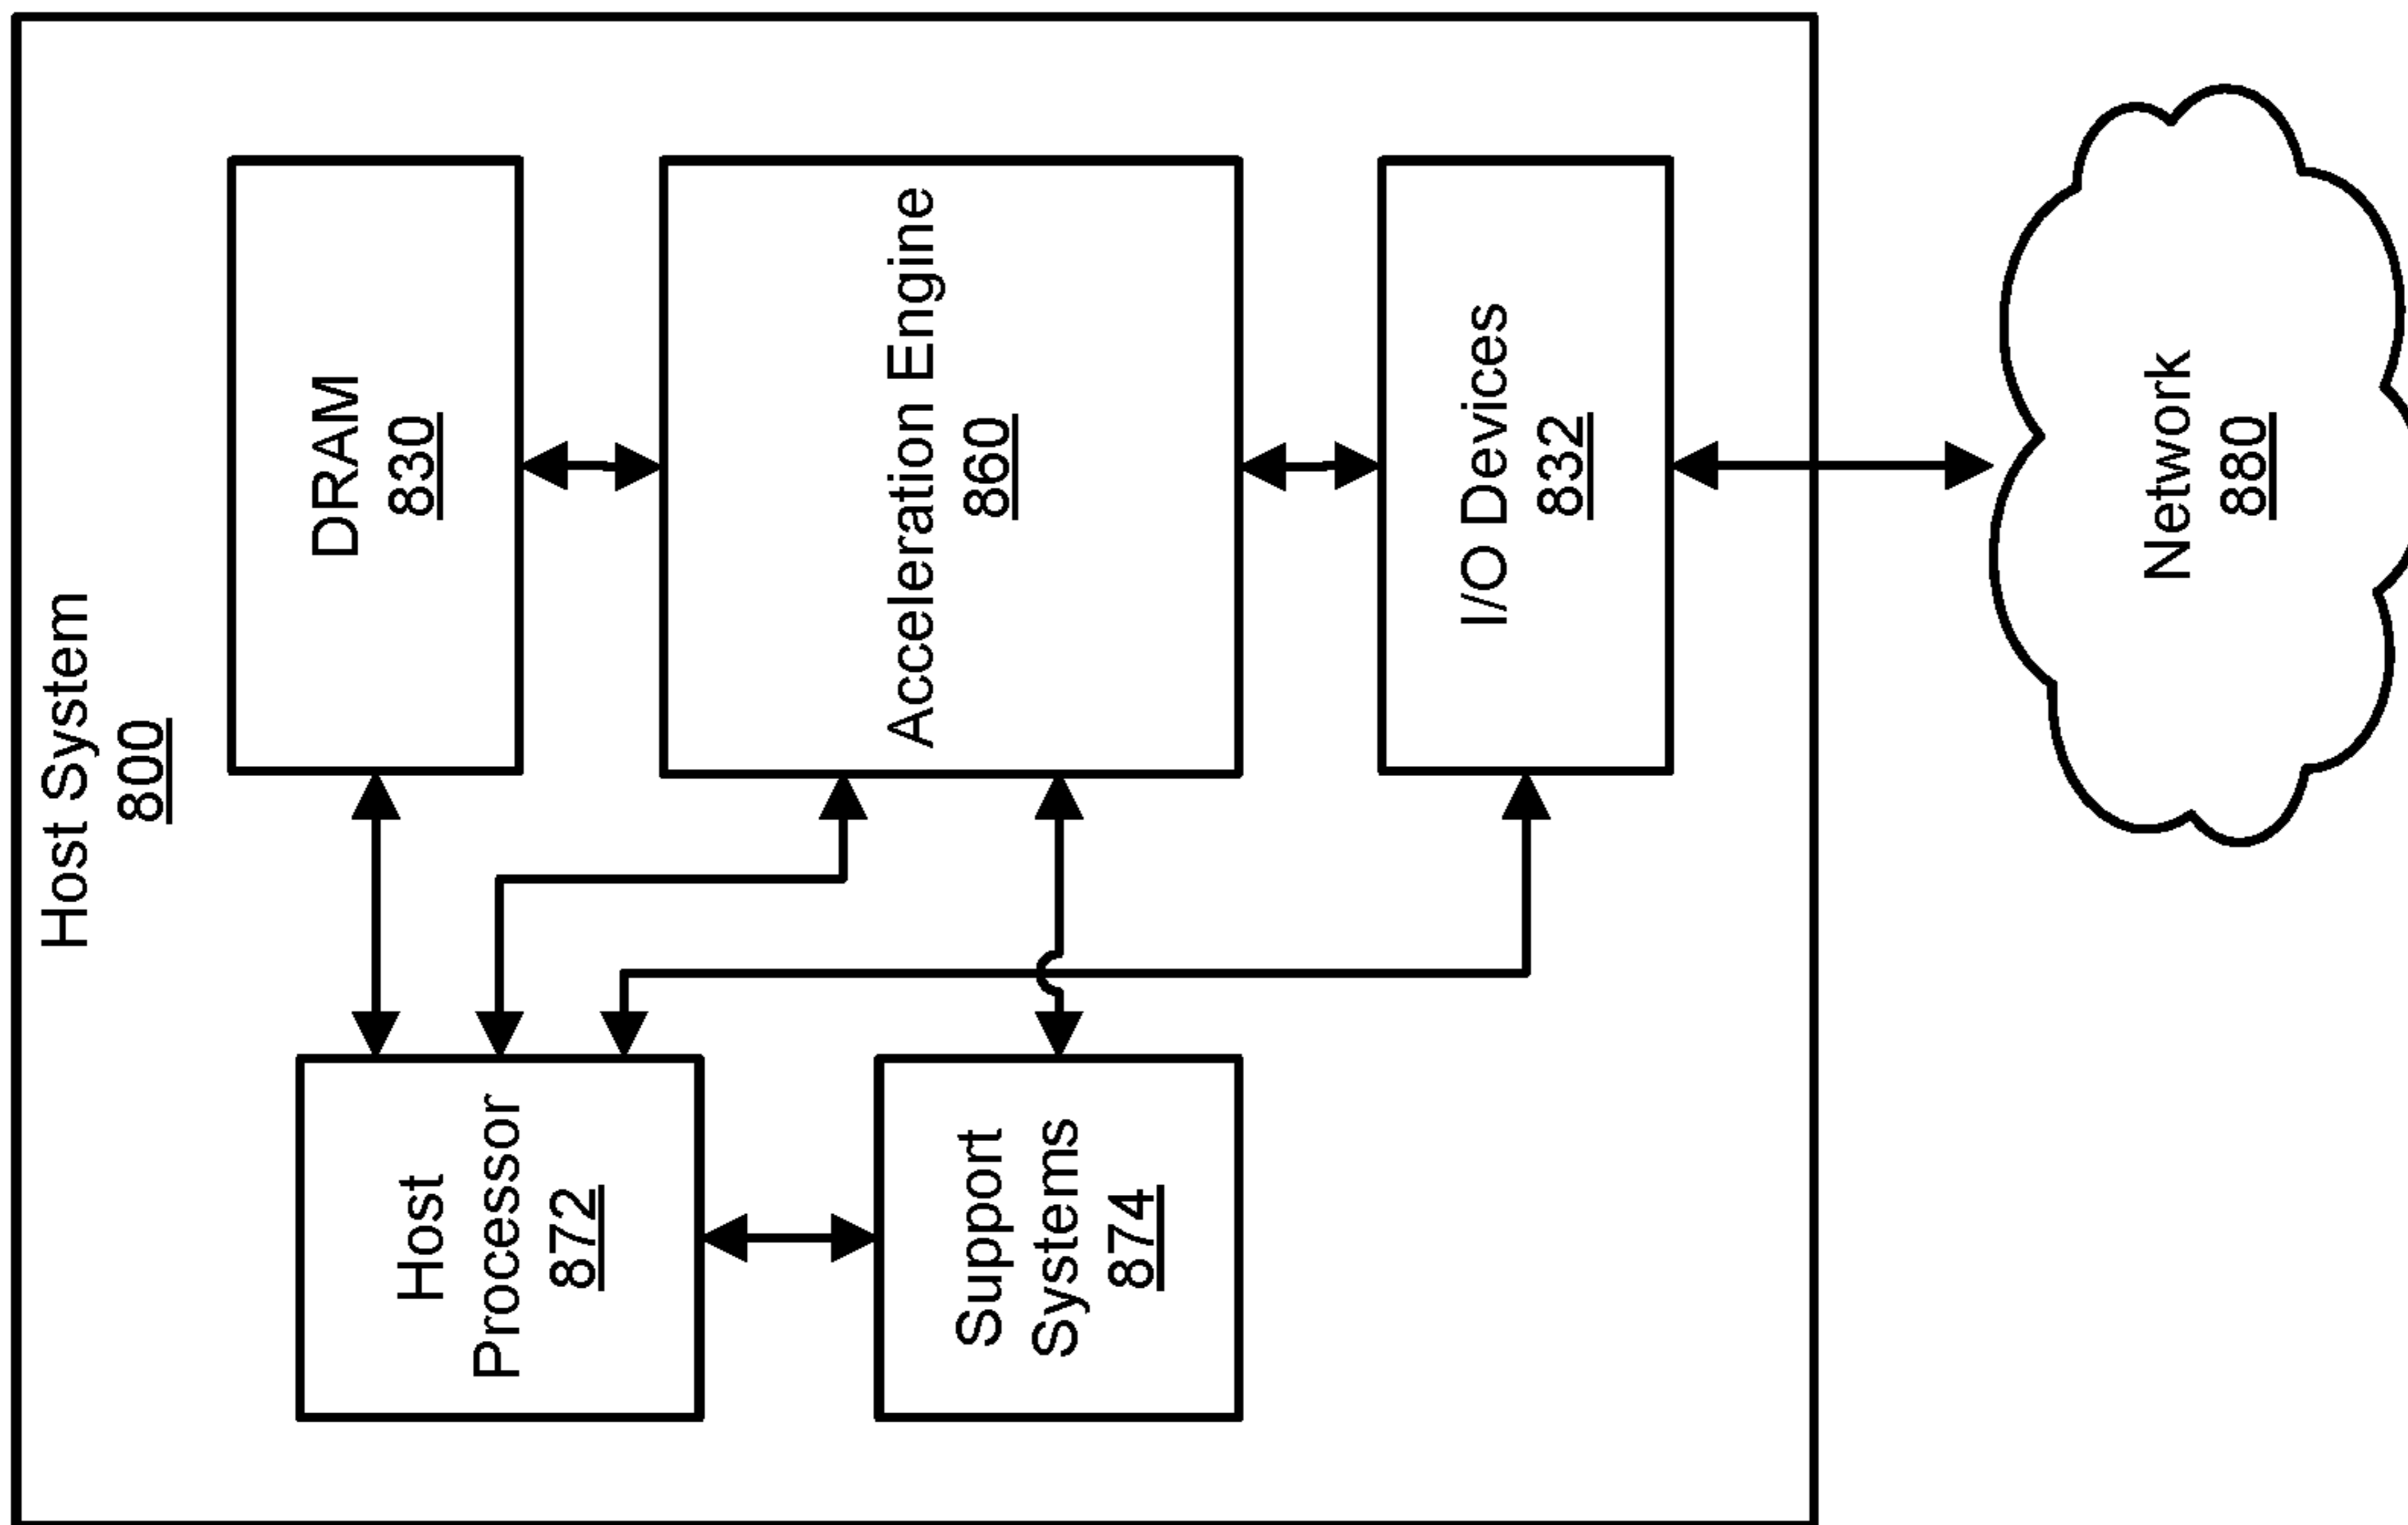 Host System
800
DRAM
830
Host
Processor
872
Acceleration Engine
860
Support
Systems
874
I/O Devices
832
Network
880